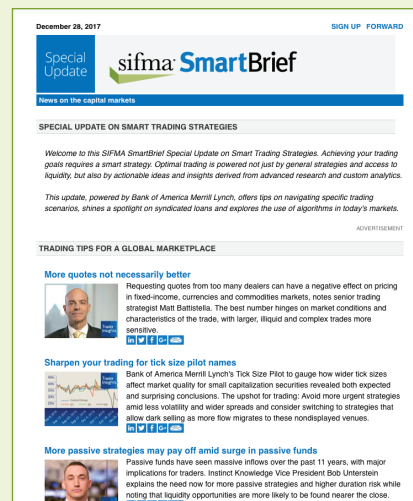 December 28, 2017
SIGN UP FORWARD
Special
Update
sifma SmartBrief
News on the capital markets
SPECIAL UPDATE ON SMART TRADING STRATEGIES
Welcome to this SIFMA SmartBrief Special Update on Smart Trading Strategies. Achieving your trading
goals requires a smart strategy. Optimal trading is powered not just by general strategies and access to
liquidity, but also by actionable ideas and insights derived from advanced research and custom analytics.
This update, powered by Bank of America Merrill Lynch, offers tips on navigating specific trading
scenarios, shines a spotlight on syndicated loans and explores the use of algorithms in today's markets.
ADVERTISEMENT
TRADING TIPS FOR A GLOBAL MARKETPLACE
More quotes not necessarily better
Requesting quotes from too many dealers can have a negative effect on pricing
in fixed-income, currencies and commodities markets, notes senior trading
strategist Matt Battistella. The best number hinges on market conditions and
characteristics of the trade, with larger, illiquid and complex trades more
sensitive.
Trader
Insights
Sharpen your trading for tick size pilot names
Bank of America Merrill Lynch's Tick Size Pilot to gauge how wider tick sizes
affect market quality for small capitalization securities revealed both expected
and surprising conclusions. The upshot for trading: Avoid more urgent strategies
amid less volatility and wider spreads and consider switching to strategies that
allow dark selling as more flow migrates to these nondisplayed venues.
Trader
Insights
More passive strategies may pay off amid surge in passive funds
Passive funds have seen massive inflows over the past 11 years, with major
implications for traders. Instinct Knowledge Vice President Bob Unterstein
explains the need now for more passive strategies and higher duration risk while
noting that liquidity opportunities are more likely to be found nearer the close.
Trader
Insights